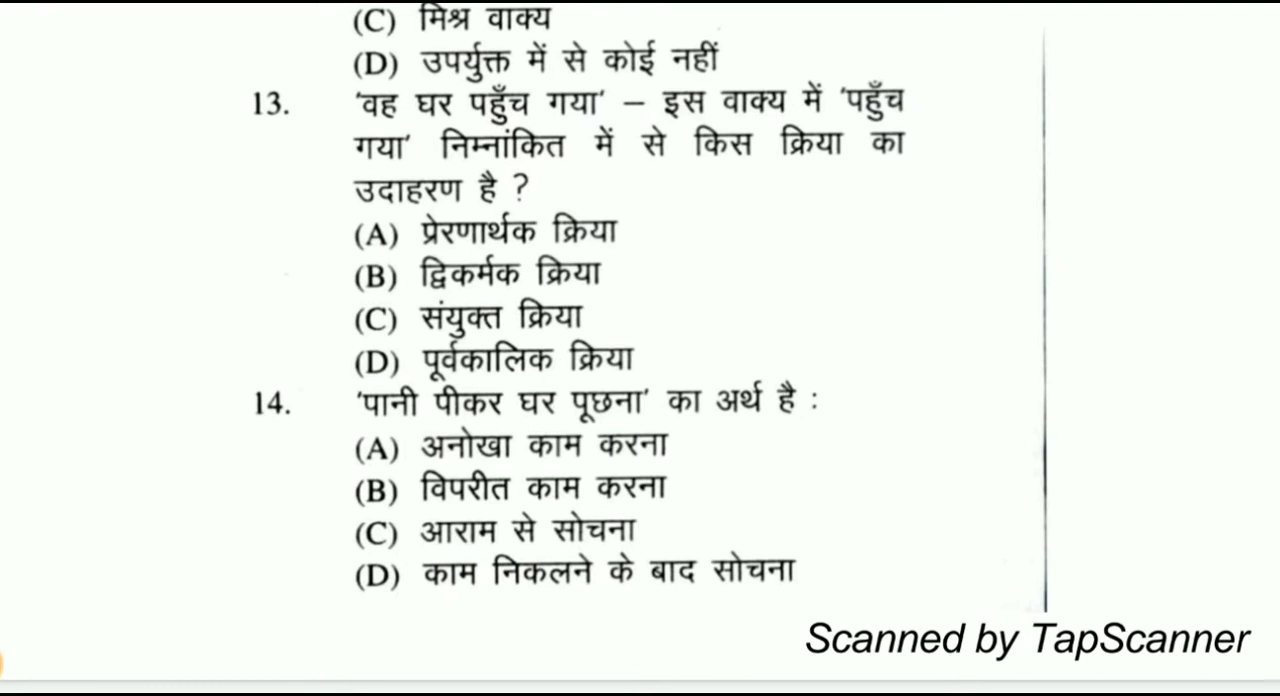 (C) मिश्र वाक्य
(D) उपर्युक्त में से कोई नहीं
13. 'वह घर पहुँच गया' – इस वाक्य में 'पहुँच
गया' निम्नांकित में से किस क्रिया का
उदाहरण है ?
(A) प्रेरणार्थक क्रिया
(B) द्विकर्मक क्रिया
(C) संयुक्त क्रिया
(D) पूर्वकालिक क्रिया
14. 'पानी पीकर घर पूछना' का अर्थ है :
(A) अनोखा काम करना
(B) विपरीत काम करना
(C) आराम से सोचना
(D) काम निकलने के बाद सोचना
Scanned by TapScanner